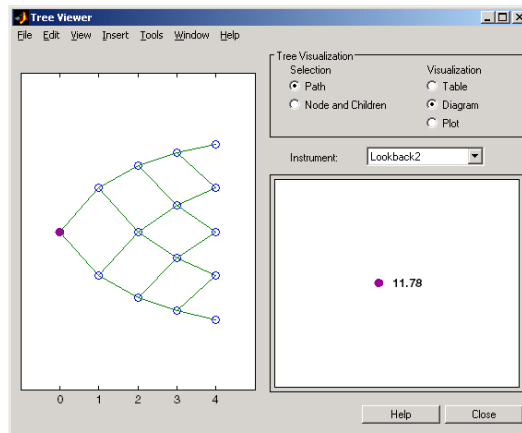 Tree Viewer
File Edit View Insert Tools Window Help
Tree Visualization
Selection
Visualization
Path
Table
Node and Children
Diagram
Plot
Instrument:
Lookback2
11.78
0 1 2 3 4
Help
Close